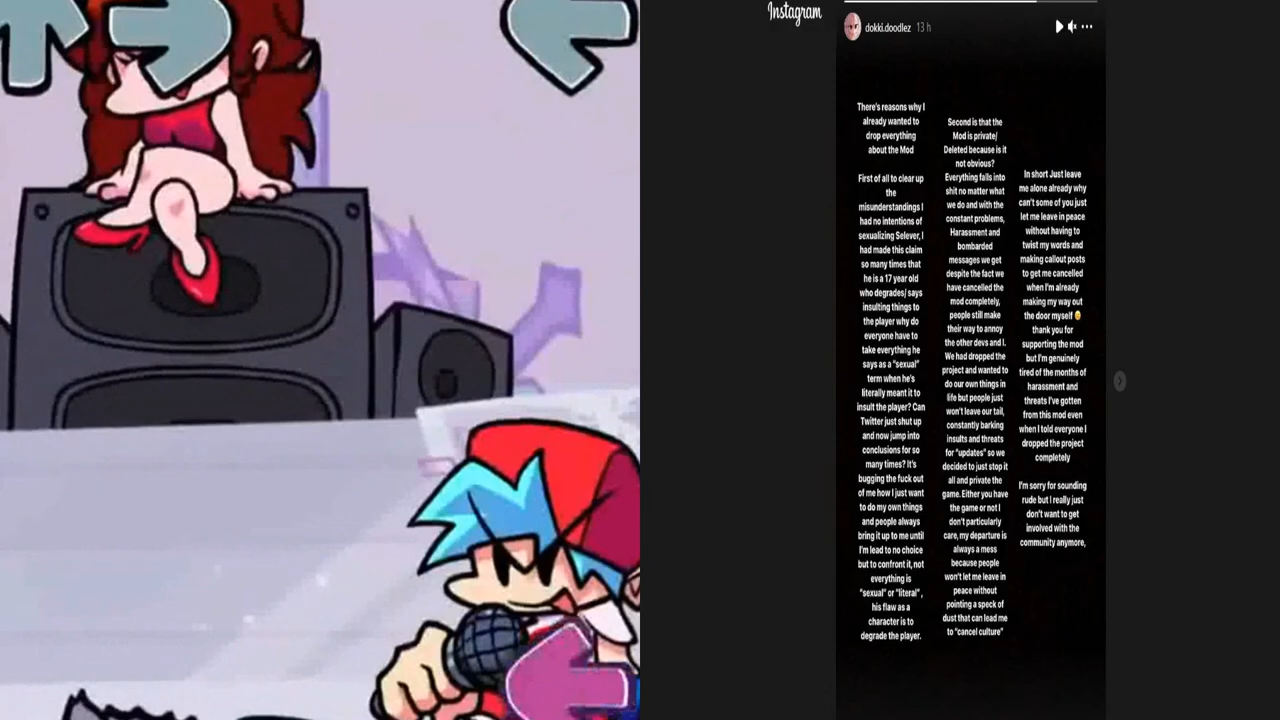 Instagram
dokki.doodlez 13 h
There's reasons why I
already wanted to
drop everything
about the Mod
First of all to clear up
the
misunderstandings I
had no intentions of
sexualizing Selever, I
had made this claim
so many times that
he is a 17 year old
who degrades/ says
insulting things to
the player why do
everyone have to
take everything he
says as a "sexual"
term when he's
literally meant it to
insult the player? Can
Twitter just shut up
and now jump into
conclusions for so
many times? It's
bugging the fuck out
of me how I just want
to do my own things
and people always
bring it up to me until
I'm lead to no choice
but to confront it, not
everything is
"sexual" or "literal" ,
his flaw as a
character is to
degrade the player.
Second is that the
Mod is private/
Deleted because is it
not obvious?
Everything falls into
shit no matter what
we do and with the
constant problems,
Harassment and
bombarded
messages we get
despite the fact we
have cancelled the
mod completely,
people still make
their way to annoy
the other devs and I.
We had dropped the
project and wanted to
do our own things in
life but people just
won't leave our tail,
constantly barking
insults and threats
for "updates" so we
decided to just stop it
all and private the
game. Either you have
the game or not I
don't particularly
care, my departure is
always a mess
because people
won't let me leave in
peace without
pointing a speck of
dust that can lead me
to "cancel culture"
In short Just leave
me alone already why
can't some of you just
let me leave in peace
without having to
twist my words and
making callout posts
to get me cancelled
when I'm already
making my way out
the door myself 😊
thank you for
supporting the mod
but I'm genuinely
tired of the months of
harassment and
threats I've gotten
from this mod even
when I told everyone I
dropped the project
completely
I'm sorry for sounding
rude but I really just
don't want to get
involved with the
community anymore,